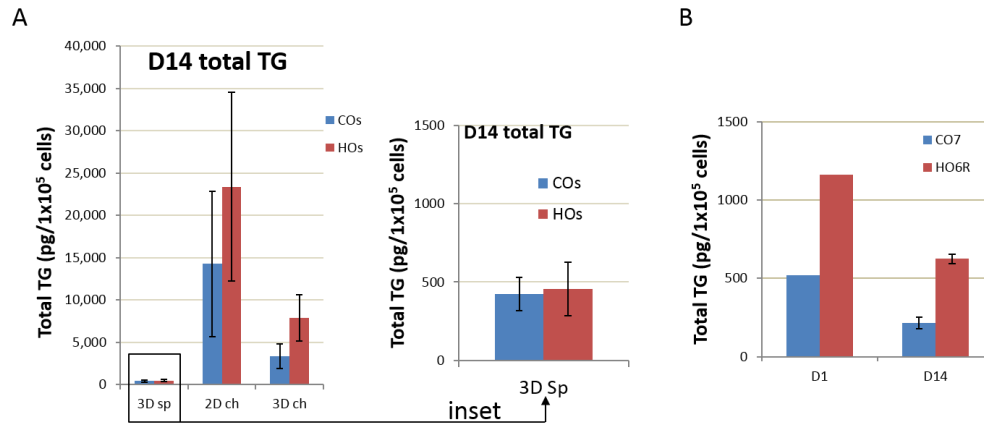 A
D14 total TG
Total TG (pg/1x10⁵ cells)
40,000
35,000
30,000
25,000
20,000
15,000
10,000
5,000
0
COs
HOs
3D sp
2D ch
3D ch
inset
D14 total TG
Total TG (pg/1x10⁵ cells)
1500
1000
500
0
COs
HOs
3D Sp
B
Total TG (pg/1x10⁵ cells)
1500
1000
500
0
CO7
HO6R
D1
D14